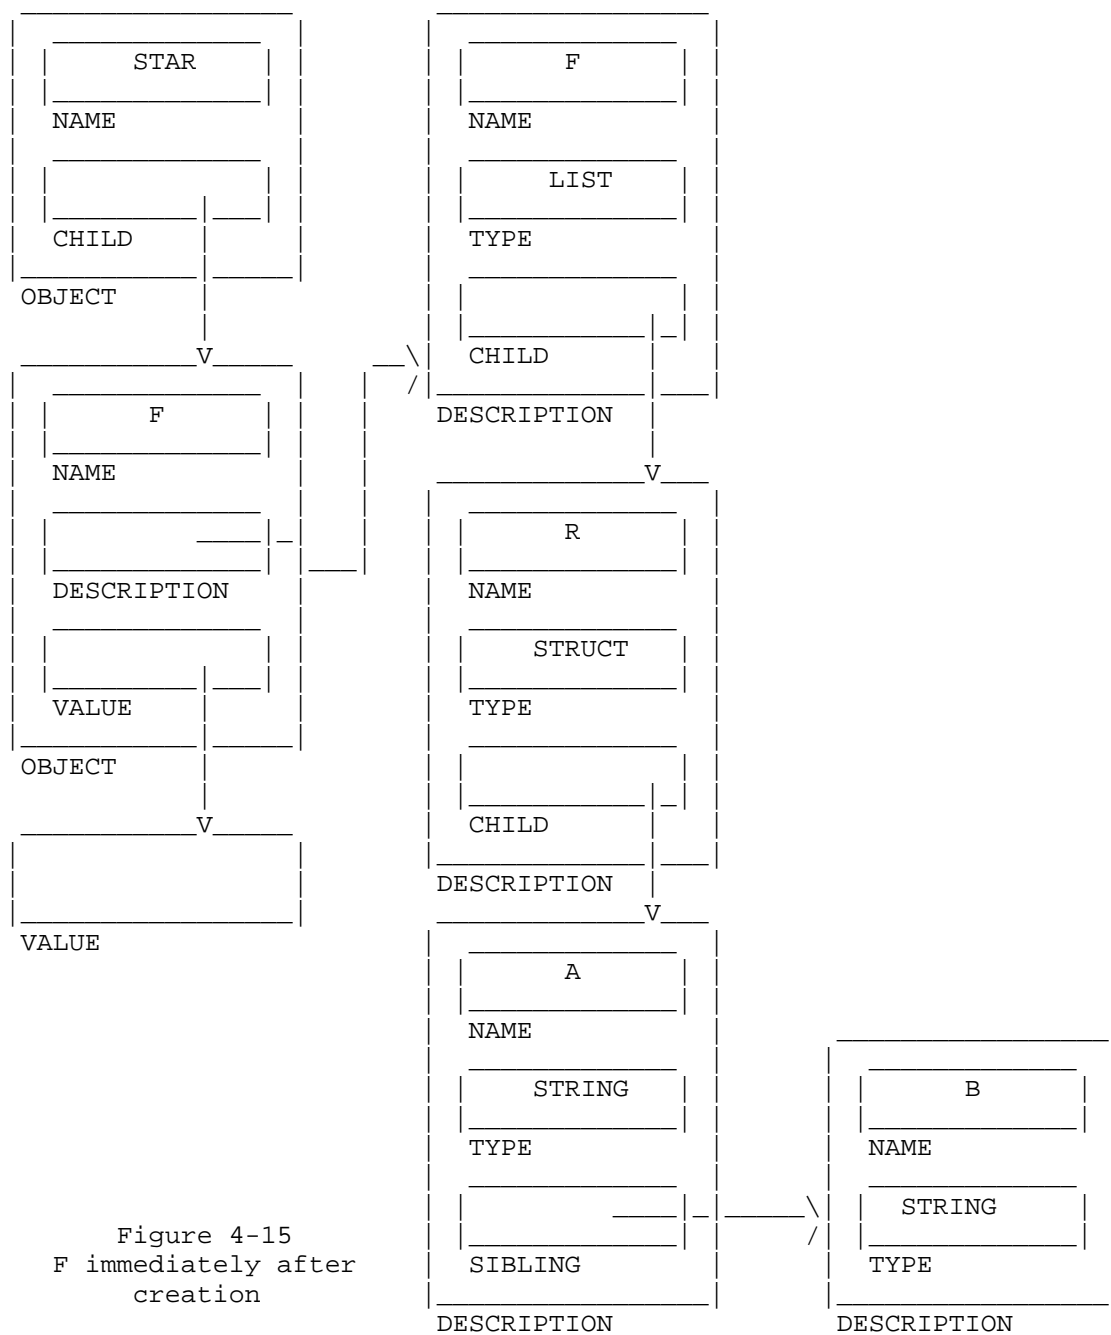 STAR
NAME
CHILD
OBJECT
F
NAME
DESCRIPTION
VALUE
OBJECT
VALUE
F
NAME
LIST
TYPE
CHILD
DESCRIPTION
R
NAME
STRUCT
TYPE
CHILD
DESCRIPTION
A
NAME
STRING
TYPE
SIBLING
DESCRIPTION
B
NAME
STRING
TYPE
DESCRIPTION
Figure 4-15
F immediately after
creation